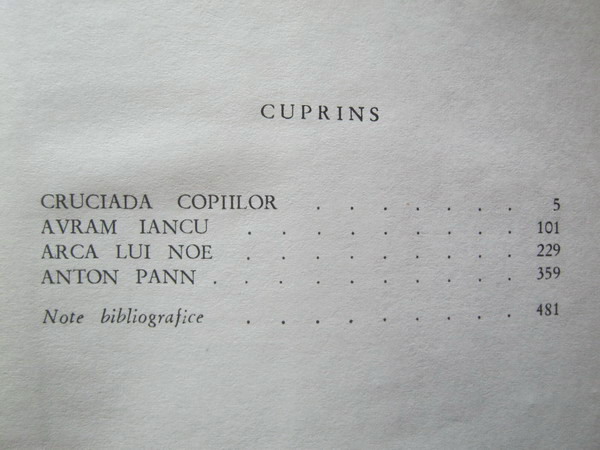 CUPRINS
CRUCIADA COPIILOR . . . . . . . 5
AVRAM IANCU . . . . . . . . . 101
ARCA LUI NOE . . . . . . . . . 229
ANTON PANN . . . . . . . . . . 359
Note bibliografice . . . . . . . . . 481